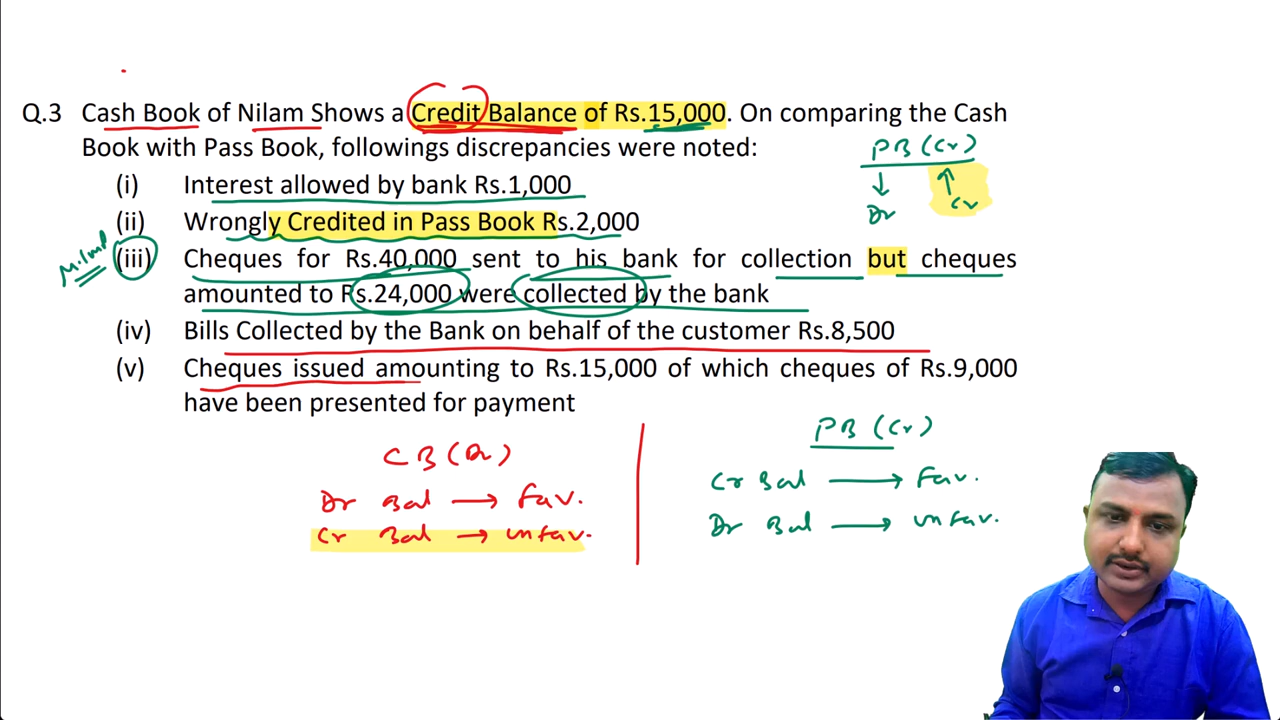 Q.3 Cash Book of Nilam Shows a Credit Balance of Rs.15,000. On comparing the Cash
Book with Pass Book, followings discrepancies were noted:
PB (Cr)
(i) Interest allowed by bank Rs.1,000
Dr Cr
(ii) Wrongly Credited in Pass Book Rs.2,000
(iii) Cheques for Rs.40,000 sent to his bank for collection but cheques
amounted to Rs.24,000 were collected by the bank
(iv) Bills Collected by the Bank on behalf of the customer Rs.8,500
(v) Cheques issued amounting to Rs.15,000 of which cheques of Rs.9,000
have been presented for payment
CB (Dr)
Dr Bal → Fav.
Cr Bal → unfav.
PB (Cr)
Cr Bal → Fav.
Dr Bal → unfav.